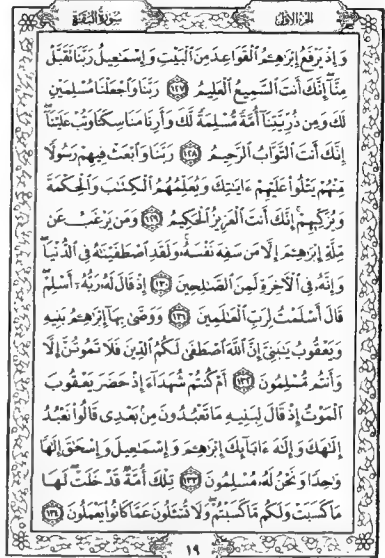 الجزء الأول
سورة البقرة
وَإِذْ يَرْفَعُ إِبْرَٰهِـۧمُ ٱلْقَوَاعِدَ مِنَ ٱلْبَيْتِ وَإِسْمَٰعِيلُ رَبَّنَا تَقَبَّلْ
مِنَّآ إِنَّكَ أَنتَ ٱلسَّمِيعُ ٱلْعَلِيمُ ١٢٧ رَبَّنَا وَٱجْعَلْنَا مُسْلِمَيْنِ
لَكَ وَمِن ذُرِّيَّتِنَآ أُمَّةً مُّسْلِمَةً لَّكَ وَأَرِنَا مَنَاسِكَنَا وَتُبْ عَلَيْنَآ
إِنَّكَ أَنتَ ٱلتَّوَّابُ ٱلرَّحِيمُ ١٢٨ رَبَّنَا وَٱبْعَثْ فِيهِمْ رَسُولًا
مِّنْهُمْ يَتْلُوا۟ عَلَيْهِمْ ءَايَٰتِكَ وَيُعَلِّمُهُمُ ٱلْكِتَٰبَ وَٱلْحِكْمَةَ
وَيُزَكِّيهِمْ إِنَّكَ أَنتَ ٱلْعَزِيزُ ٱلْحَكِيمُ ١٢٩ وَمَن يَرْغَبُ عَن
مِّلَّةِ إِبْرَٰهِـۧمَ إِلَّا مَن سَفِهَ نَفْسَهُۥ وَلَقَدِ ٱصْطَفَيْنَٰهُ فِى ٱلدُّنْيَا
وَإِنَّهُۥ فِى ٱلْءَاخِرَةِ لَمِنَ ٱلصَّٰلِحِينَ ١٣٠ إِذْ قَالَ لَهُۥ رَبُّهُۥٓ أَسْلِمْ
قَالَ أَسْلَمْتُ لِرَبِّ ٱلْعَٰلَمِينَ ١٣١ وَوَصَّىٰ بِهَآ إِبْرَٰهِـۧمُ بَنِيهِ
وَيَعْقُوبُ يَٰبَنِىَّ إِنَّ ٱللَّهَ ٱصْطَفَىٰ لَكُمُ ٱلدِّينَ فَلَا تَمُوتُنَّ إِلَّا
وَأَنتُم مُّسْلِمُونَ ١٣٢ أَمْ كُنتُمْ شُهَدَآءَ إِذْ حَضَرَ يَعْقُوبَ
ٱلْمَوْتُ إِذْ قَالَ لِبَنِيهِ مَا تَعْبُدُونَ مِنۢ بَعْدِى قَالُوا۟ نَعْبُدُ
إِلَٰهَكَ وَإِلَٰهَ ءَابَآئِكَ إِبْرَٰهِـۧمَ وَإِسْمَٰعِيلَ وَإِسْحَٰقَ إِلَٰهًا
وَٰحِدًا وَنَحْنُ لَهُۥ مُسْلِمُونَ ١٣٣ تِلْكَ أُمَّةٌ قَدْ خَلَتْ لَهَا
مَا كَسَبَتْ وَلَكُم مَّا كَسَبْتُمْ وَلَا تُسْـَٔلُونَ عَمَّا كَانُوا۟ يَعْمَلُونَ ١٣٤
١٩